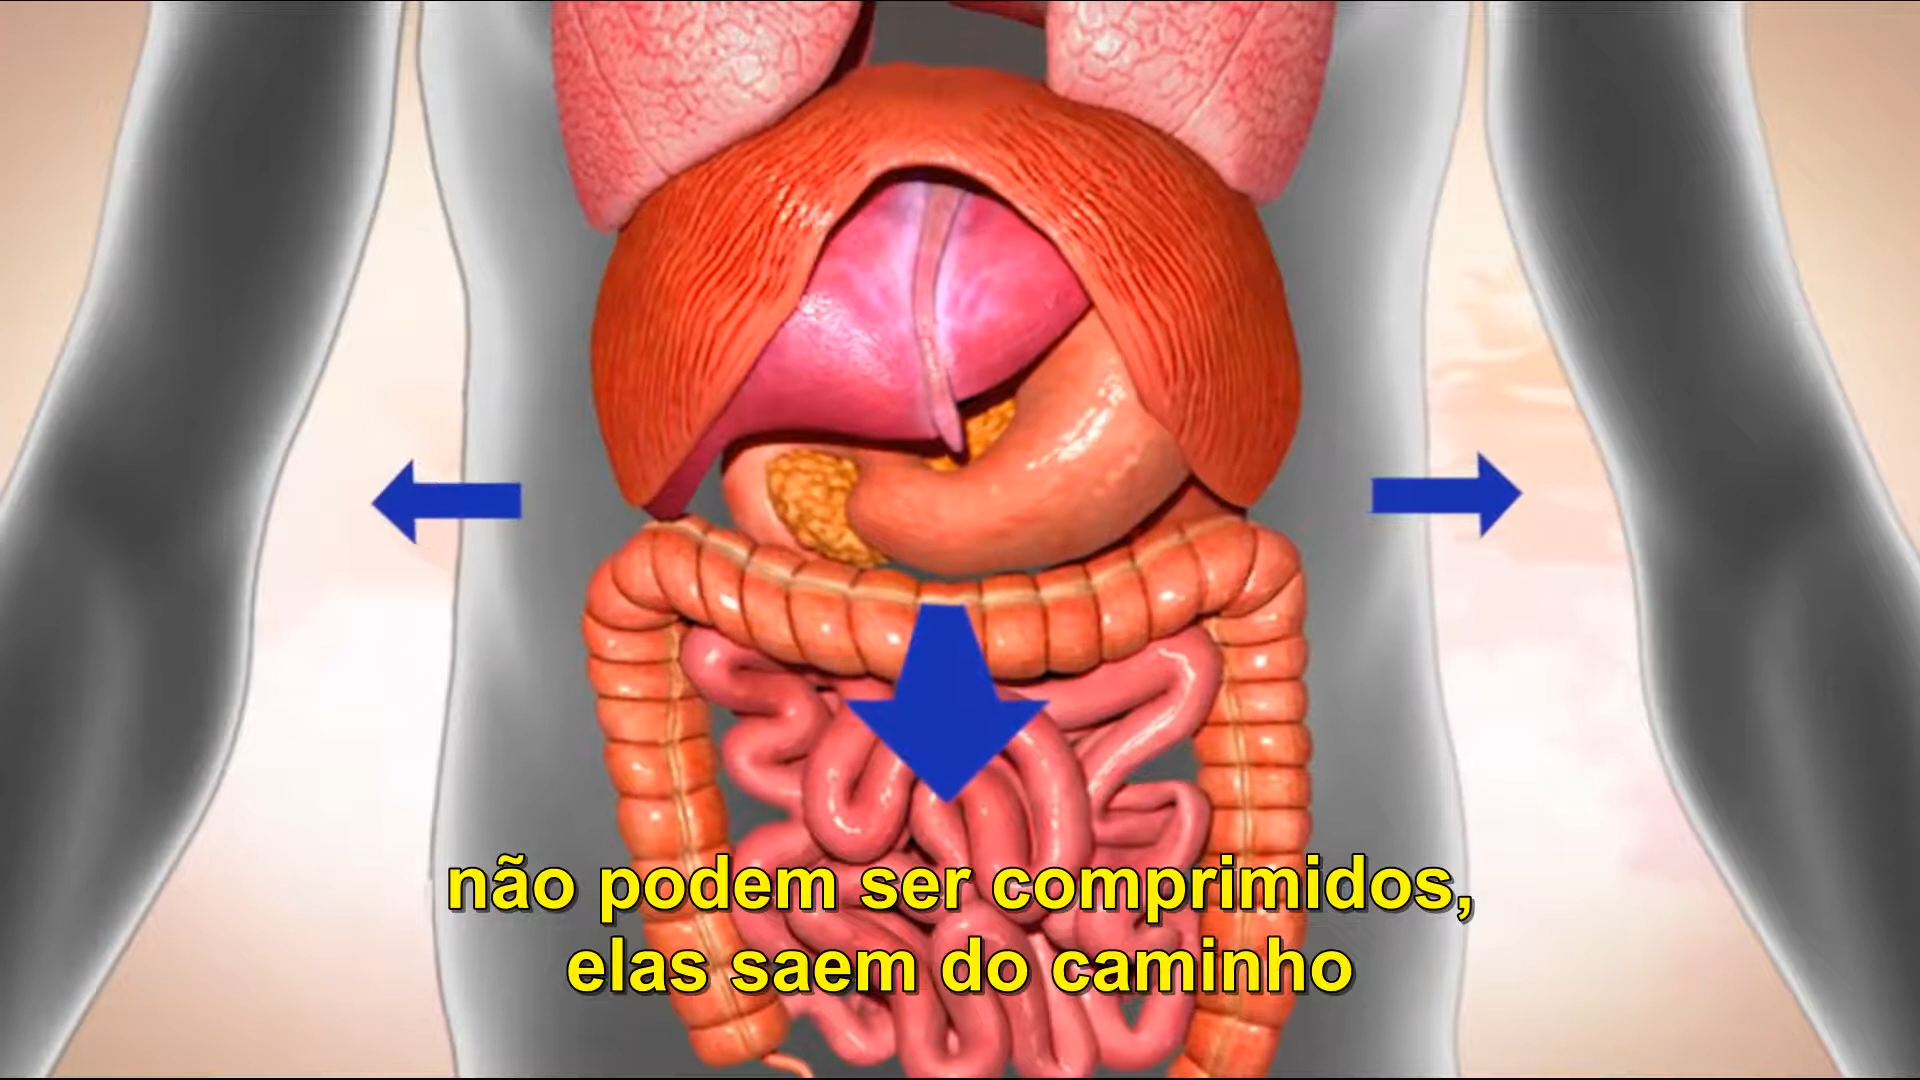 não podem ser comprimidos,
elas saem do caminho